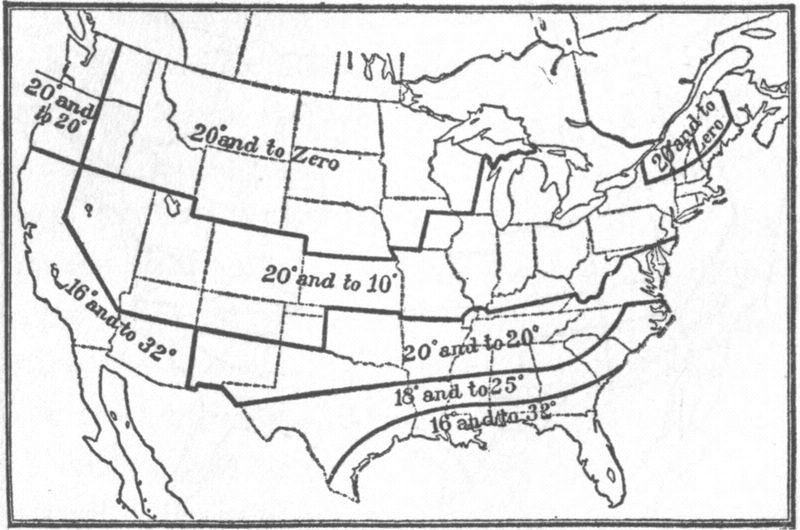 20° and
to 20°
20° and to Zero
20° and to
Zero
20° and to 10°
16° and to 32°
20° and to 20°
18° and to 25°
16° and to 32°